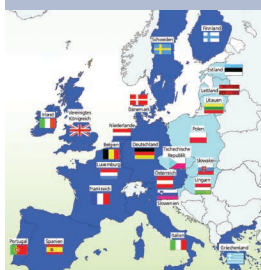 Finnland
Schweden
Estland
Lettland
Litauen
Dänemark
Irland
Vereinigtes
Königreich
Niederlande
Polen
Belgien
Deutschland
Tschechische
Republik
Luxemburg
Slowakei
Österreich
Ungarn
Frankreich
Slowenien
Italien
Portugal
Spanien
Griechenland